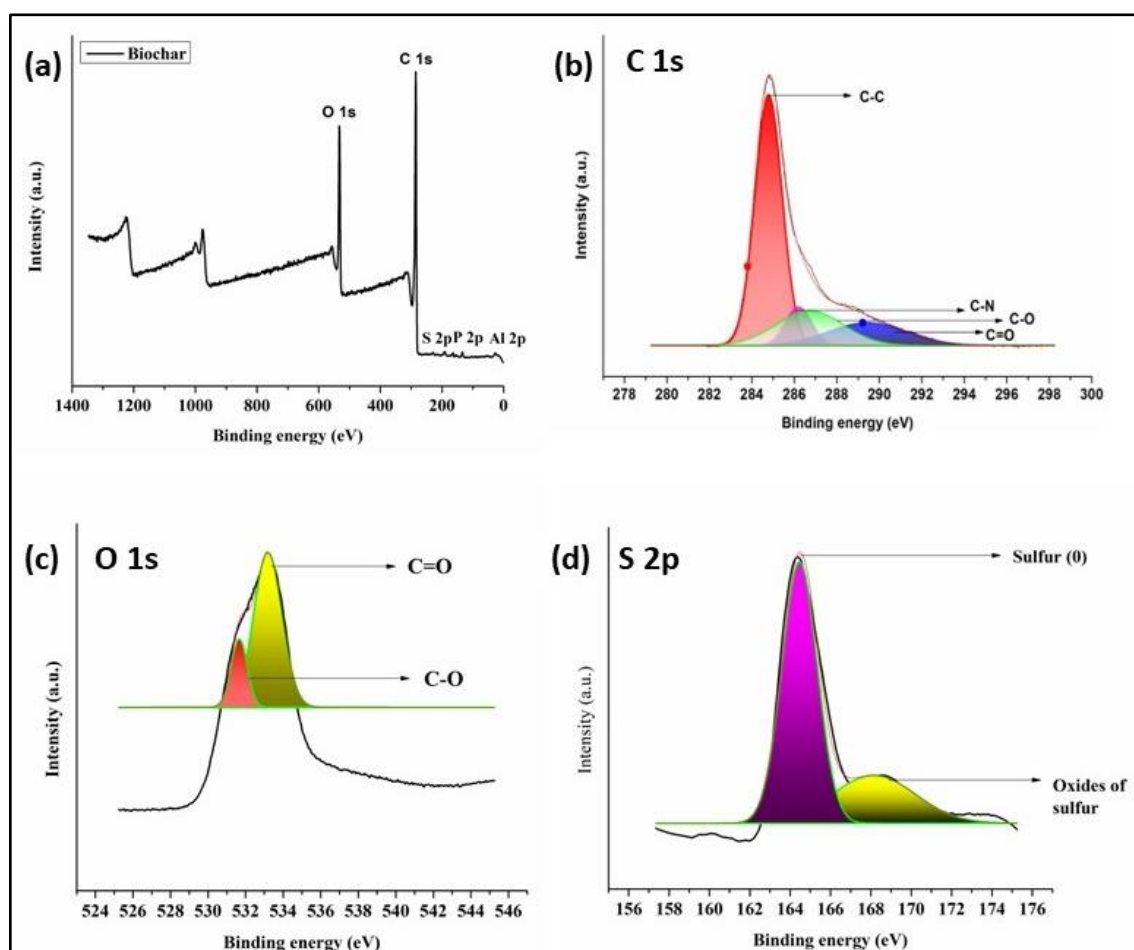 (a)
Biochar
C 1s
O 1s
S 2p P 2p Al 2p
Intensity (a.u.)
1400 1200 1000 800 600 400 200 0
Binding energy (eV)
(b) C 1s
C-C
C-N
C-O
C=O
Intensity (a.u.)
278 280 282 284 286 288 290 292 294 296 298 300
Binding energy (eV)
(c) O 1s
C=O
C-O
Intensity (a.u.)
524 526 528 530 532 534 536 538 540 542 544 546
Binding energy (eV)
(d) S 2p
Sulfur (0)
Oxides of
sulfur
Intensity (a.u.)
156 158 160 162 164 166 168 170 172 174 176
Binding energy (eV)